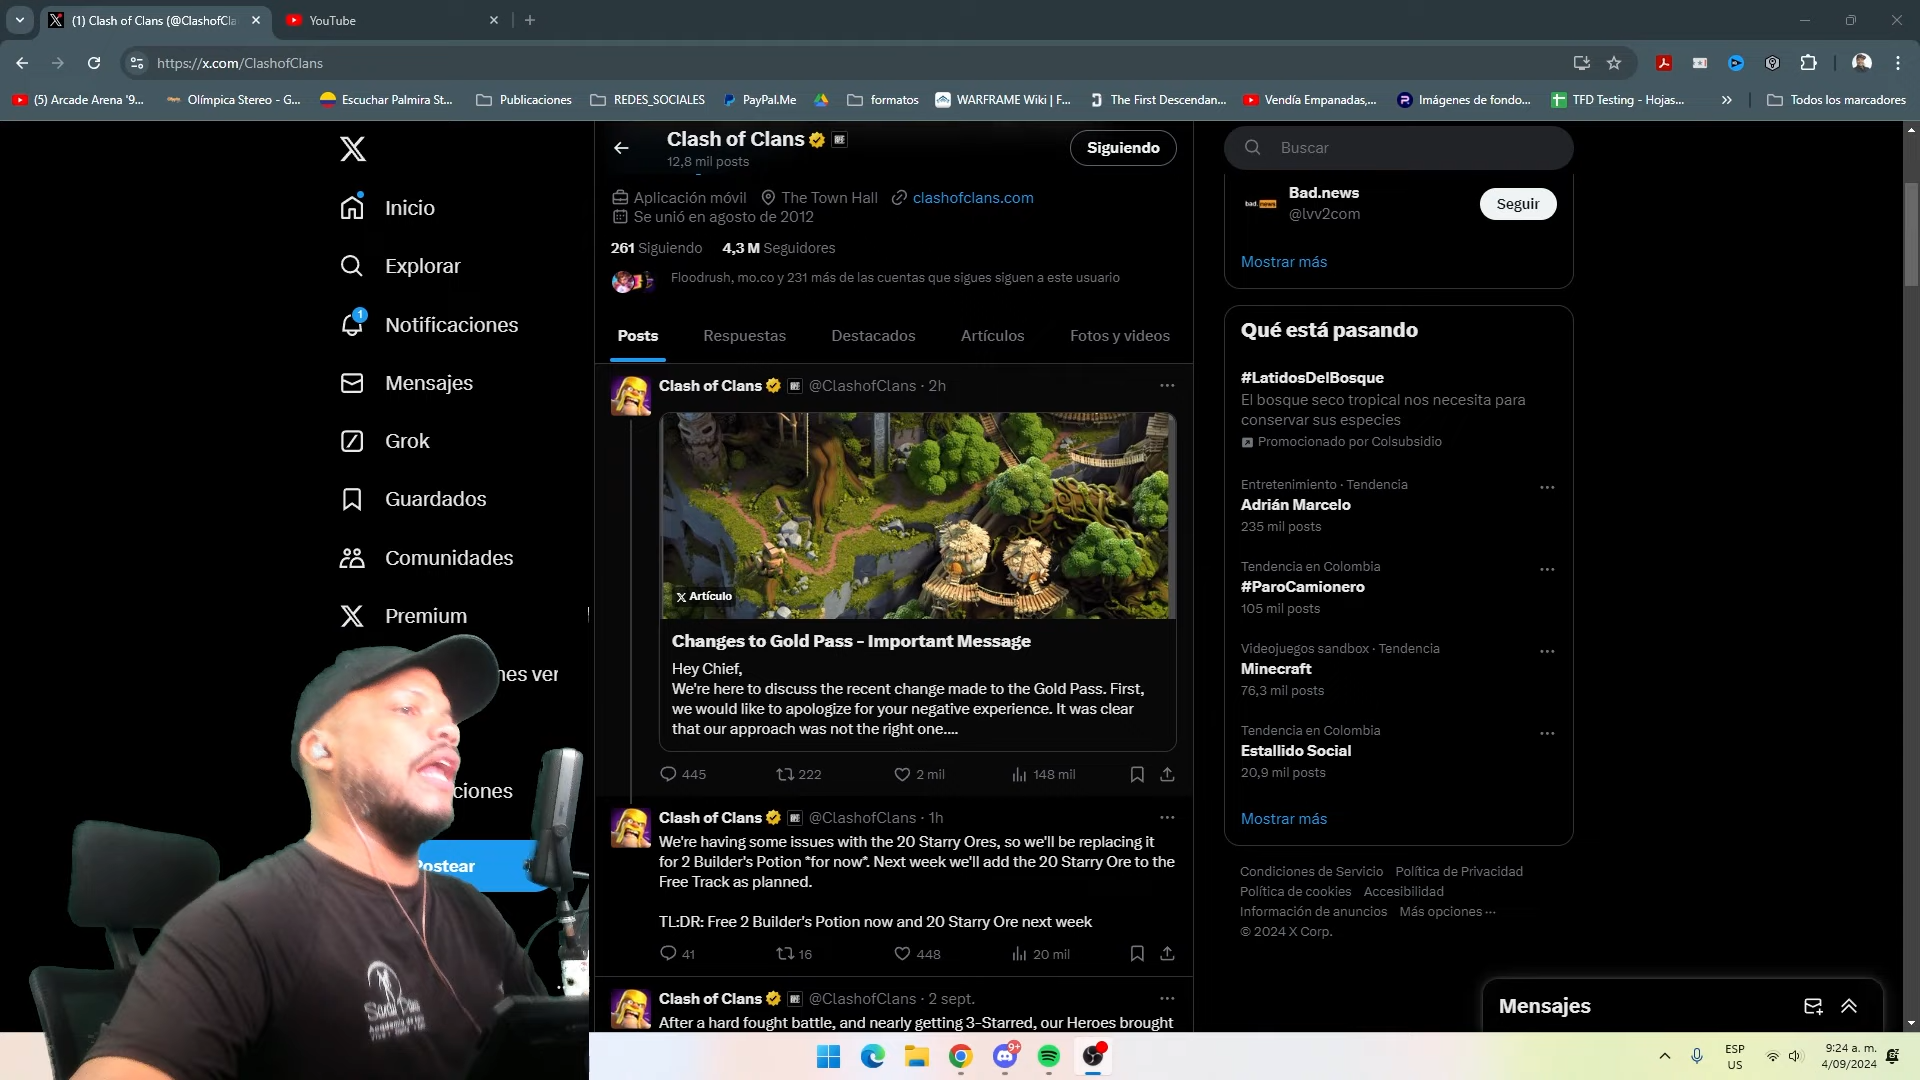 (1) Clash of Clans (@ClashofCla
YouTube
https://x.com/ClashofClans
(5) Arcade Arena '9...
Olímpica Stereo - G...
Escuchar Palmira St...
Publicaciones
REDES_SOCIALES
PayPal.Me
formatos
WARFRAME Wiki | F...
The First Descendan...
Vendía Empanadas,...
Imágenes de fondo...
TFD Testing - Hojas...
Todos los marcadores
Inicio
Explorar
1
Notificaciones
Mensajes
Grok
Guardados
Comunidades
Premium
nes ver
ciones
Postear
Clash of Clans
12,8 mil posts
Siguiendo
Aplicación móvil
The Town Hall
clashofclans.com
Se unió en agosto de 2012
261 Siguiendo 4,3 M Seguidores
Floodrush, mo.co y 231 más de las cuentas que sigues siguen a este usuario
Posts
Respuestas
Destacados
Artículos
Fotos y videos
Clash of Clans @ClashofClans · 2h
Artículo
Changes to Gold Pass - Important Message
Hey Chief,
We're here to discuss the recent change made to the Gold Pass. First,
we would like to apologize for your negative experience. It was clear
that our approach was not the right one....
445
222
2 mil
148 mil
Clash of Clans @ClashofClans · 1h
We're having some issues with the 20 Starry Ores, so we'll be replacing it
for 2 Builder's Potion *for now*. Next week we'll add the 20 Starry Ore to the
Free Track as planned.
TL:DR: Free 2 Builder's Potion now and 20 Starry Ore next week
41
16
448
20 mil
Clash of Clans @ClashofClans · 2 sept.
After a hard fought battle, and nearly getting 3-Starred, our Heroes brought
Buscar
bad.news
Bad.news
@lvv2com
Seguir
Mostrar más
Qué está pasando
#LatidosDelBosque
El bosque seco tropical nos necesita para
conservar sus especies
Promocionado por Colsubsidio
Entretenimiento · Tendencia
Adrián Marcelo
235 mil posts
Tendencia en Colombia
#ParoCamionero
105 mil posts
Videojuegos sandbox · Tendencia
Minecraft
76,3 mil posts
Tendencia en Colombia
Estallido Social
20,9 mil posts
Mostrar más
Condiciones de Servicio Política de Privacidad
Política de cookies Accesibilidad
Información de anuncios Más opciones ···
© 2024 X Corp.
Mensajes
9+
ESP
US
9:24 a. m.
4/09/2024